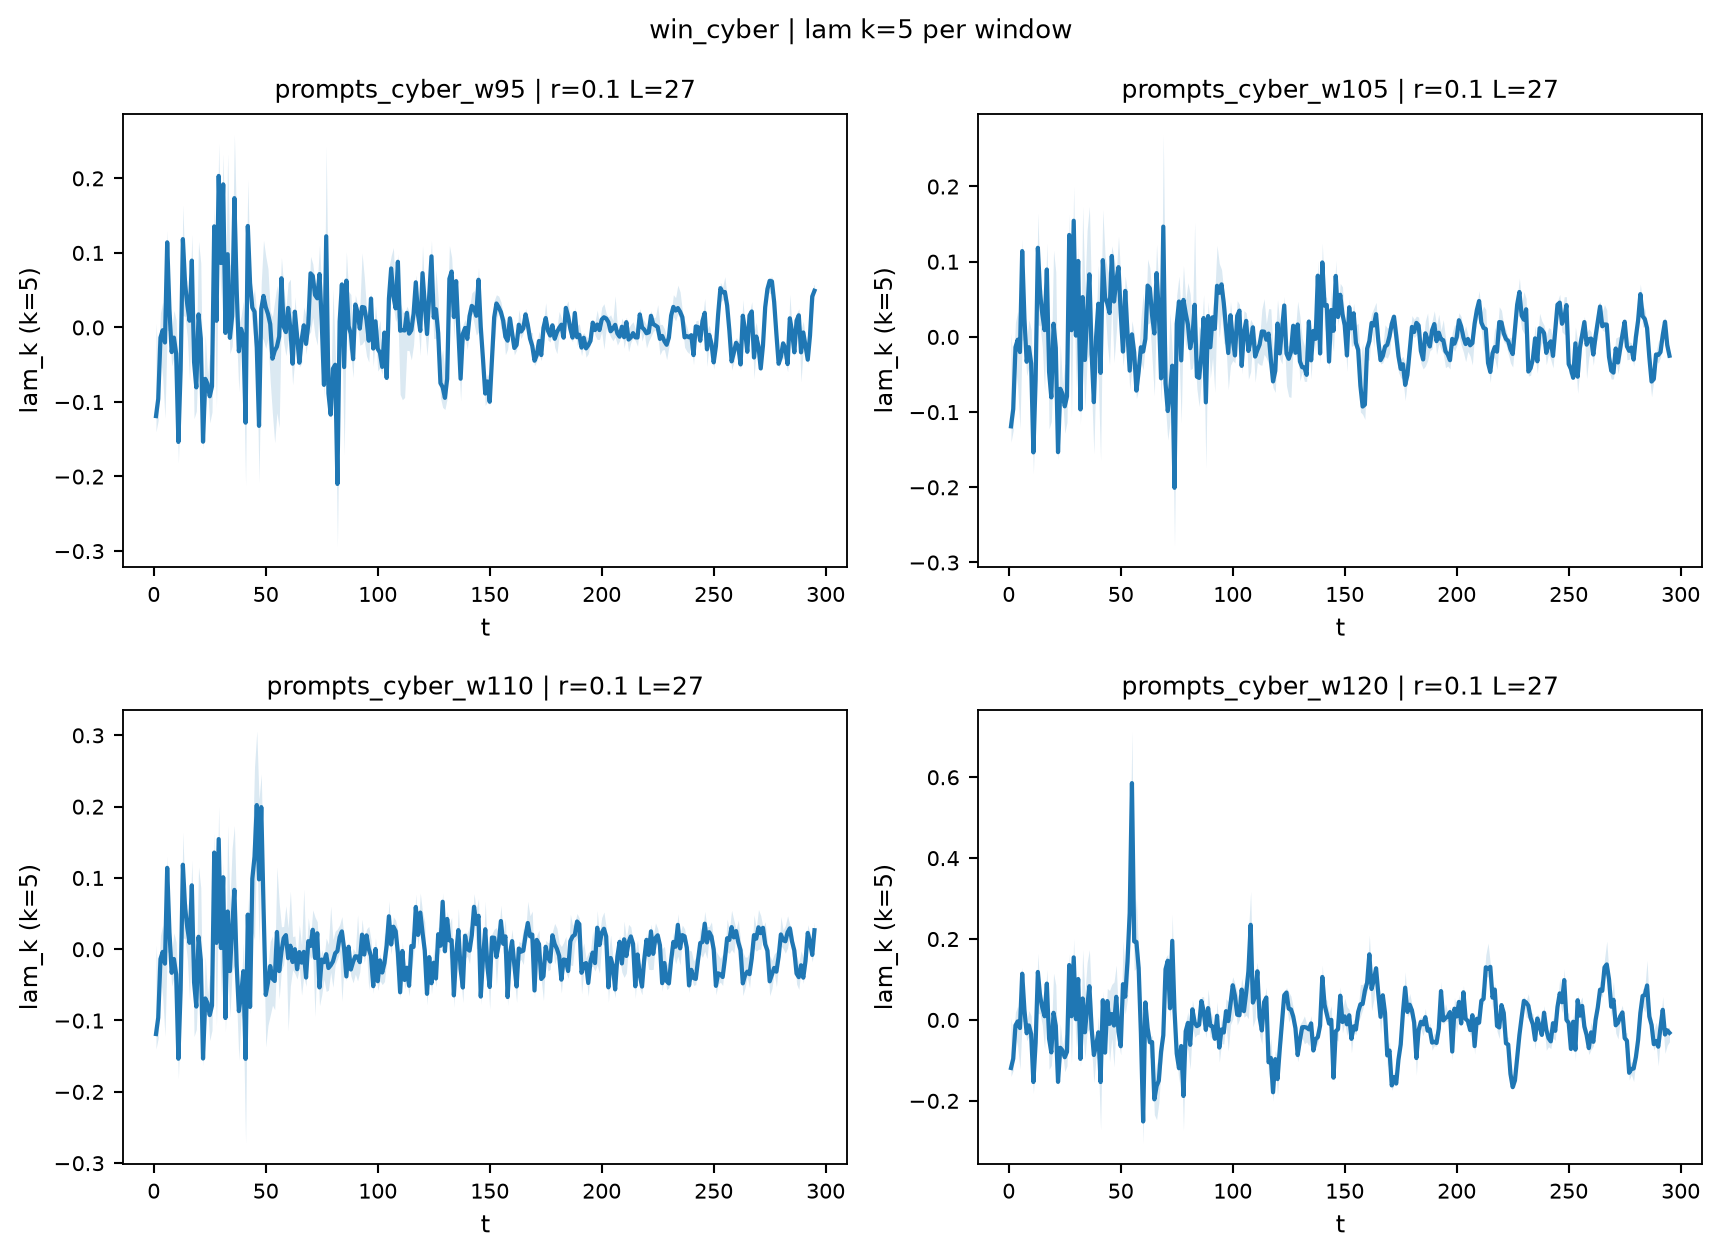 win_cyber | lam k=5 per window
prompts_cyber_w95 | r=0.1 L=27
lam_k (k=5)
0.2
0.1
0.0
−0.1
−0.2
−0.3
0 50 100 150 200 250 300
t
prompts_cyber_w105 | r=0.1 L=27
lam_k (k=5)
0.2
0.1
0.0
−0.1
−0.2
−0.3
0 50 100 150 200 250 300
t
prompts_cyber_w110 | r=0.1 L=27
lam_k (k=5)
0.3
0.2
0.1
0.0
−0.1
−0.2
−0.3
0 50 100 150 200 250 300
t
prompts_cyber_w120 | r=0.1 L=27
lam_k (k=5)
0.6
0.4
0.2
0.0
−0.2
0 50 100 150 200 250 300
t